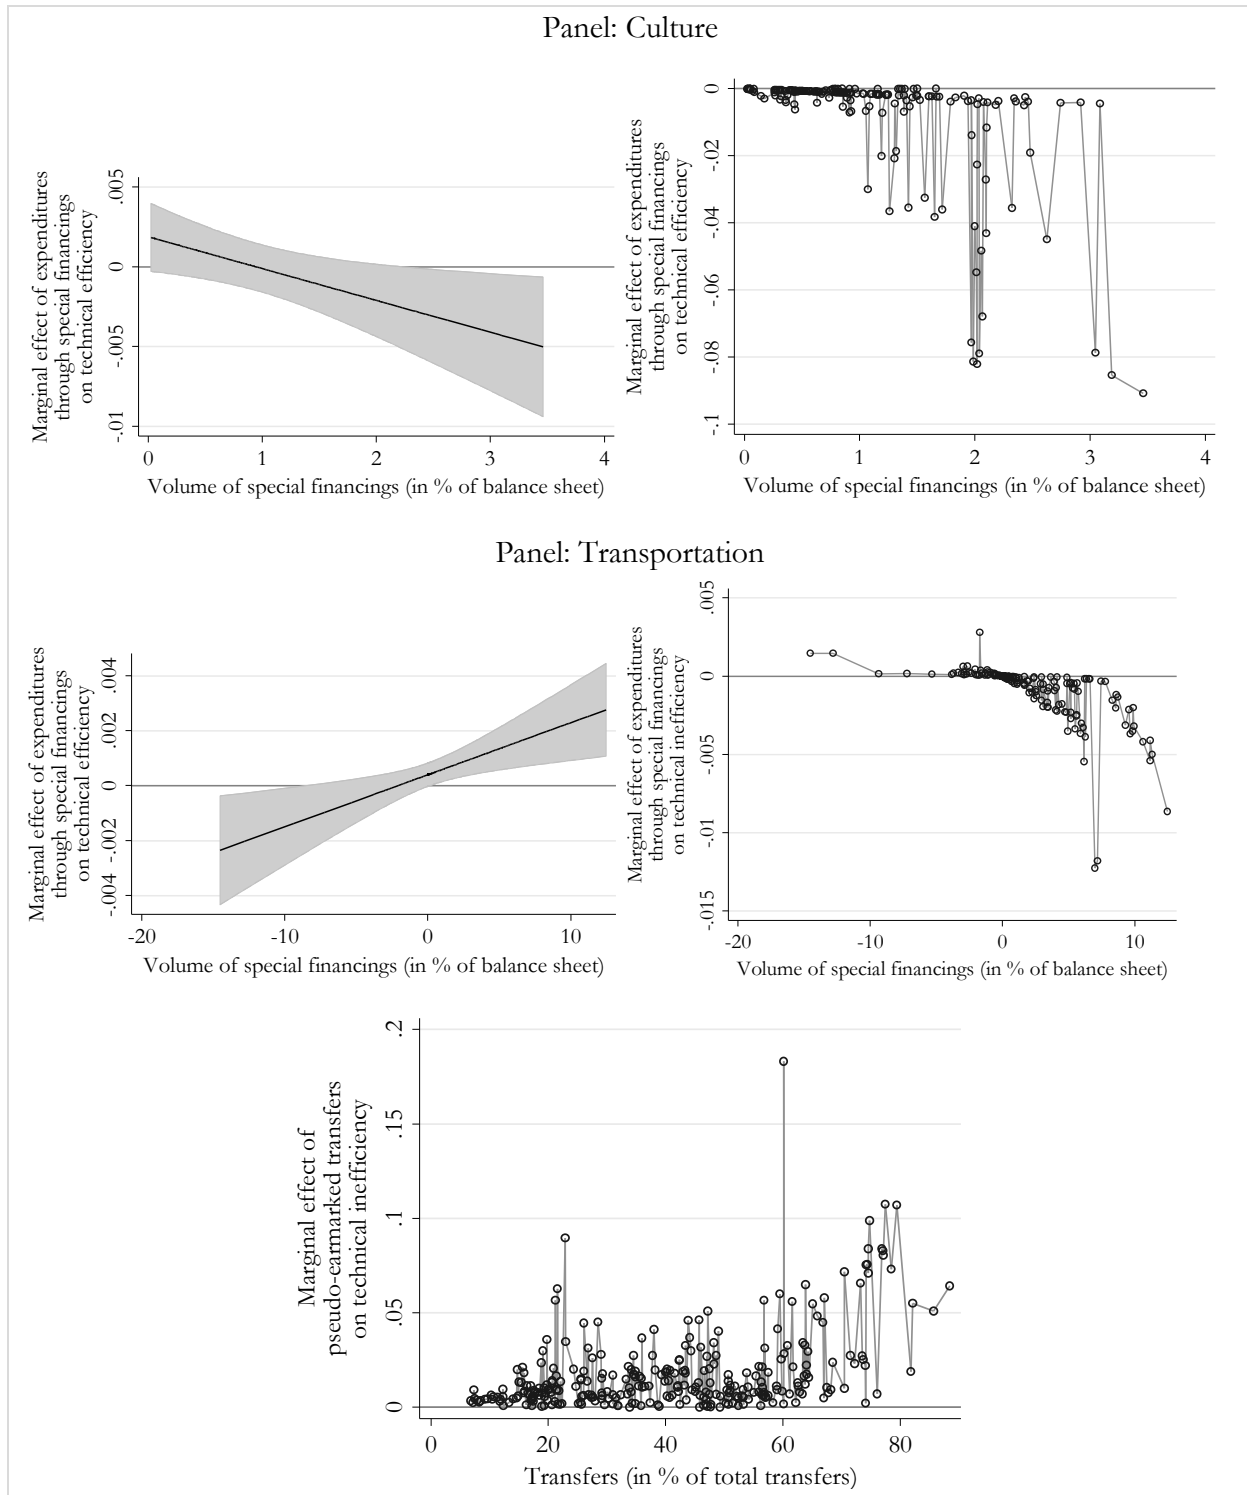 Panel: Culture
Marginal effect of expenditures
through special financings
on technical efficiency
.005
0
-.005
-.01
0 1 2 3 4
Volume of special financings (in % of balance sheet)
Marginal effect of expenditures
through special financings
on technical efficiency
0
-.02
-.04
-.06
-.08
-.1
0 1 2 3 4
Volume of special financings (in % of balance sheet)
Panel: Transportation
Marginal effect of expenditures
through special financings
on technical efficiency
.004
.002
0
-.002
-.004
-20 -10 0 10
Volume of special financings (in % of balance sheet)
Marginal effect of expenditures
through special financings
on technical inefficiency
.005
0
-.005
-.01
-.015
-20 -10 0 10
Volume of special financings (in % of balance sheet)
Marginal effect of
pseudo-earmarked transfers
on technical inefficiency
.2
.15
.1
.05
0
0 20 40 60 80
Transfers (in % of total transfers)